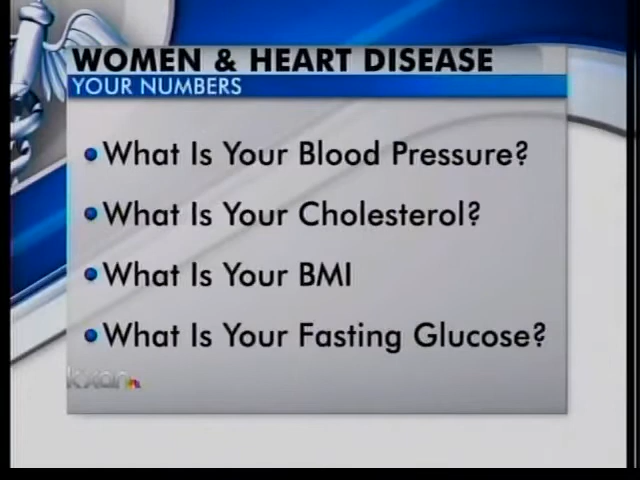 WOMEN & HEART DISEASE
YOUR NUMBERS
What Is Your Blood Pressure?
What Is Your Cholesterol?
What Is Your BMI
What Is Your Fasting Glucose?
kxan